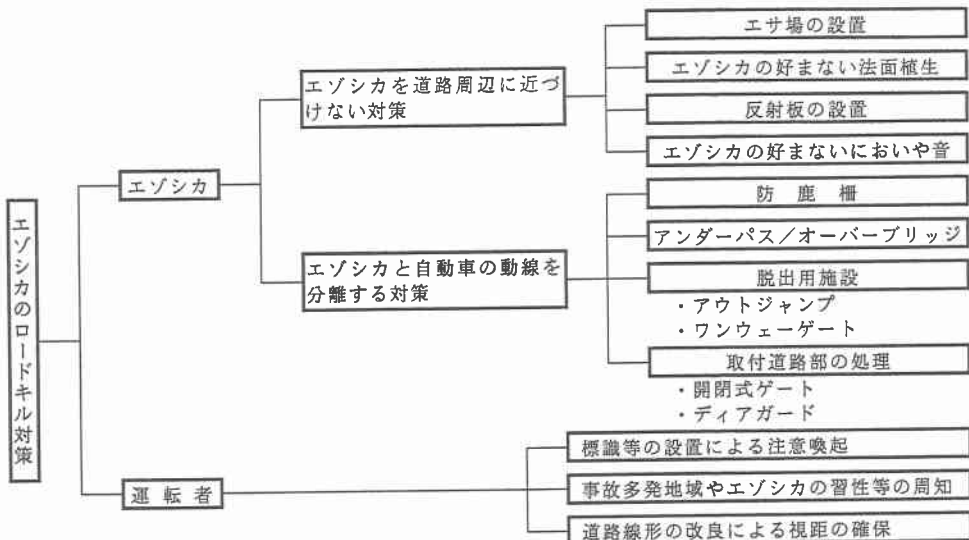 エゾシカのロードキル対策
エゾシカ
エゾシカを道路周辺に近づ
けない対策
エサ場の設置
エゾシカの好まない法面植生
反射板の設置
エゾシカの好まないにおいや音
エゾシカと自動車の動線を
分離する対策
防鹿柵
アンダーパス／オーバーブリッジ
脱出用施設
・アウトジャンプ
・ワンウェーゲート
取付道路部の処理
・開閉式ゲート
・ディアガード
運転者
標識等の設置による注意喚起
事故多発地域やエゾシカの習性等の周知
道路線形の改良による視距の確保